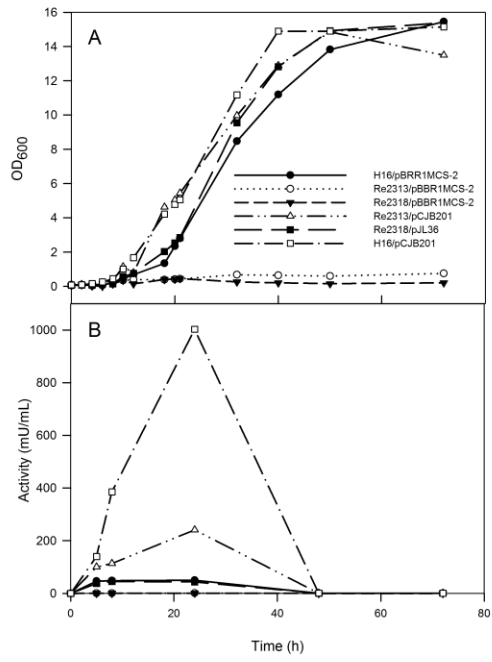 16
14
12
10
8
6
4
2
0
OD600
A
H16/pBRR1MCS-2
Re2313/pBBR1MCS-2
Re2318/pBBR1MCS-2
Re2313/pCJB201
Re2318/pJL36
H16/pCJB201
B
1000
800
600
400
200
0
Activity (mU/mL)
0 20 40 60 80
Time (h)